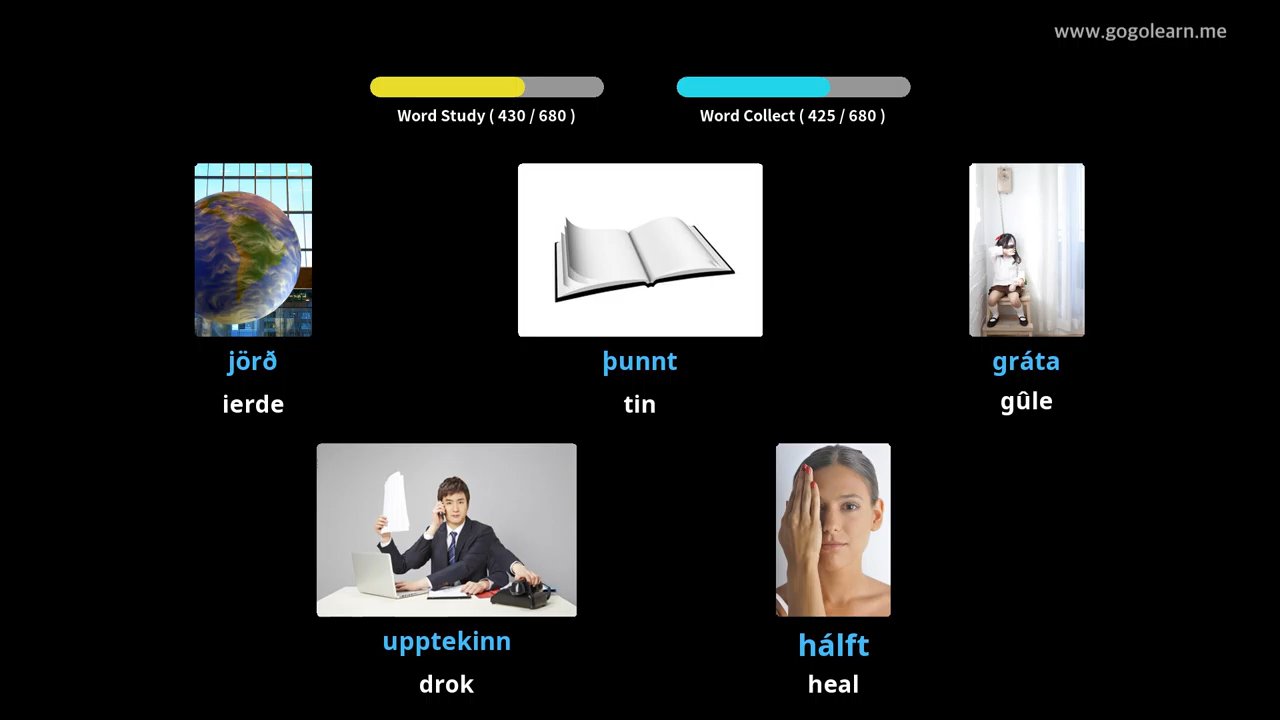 www.gogolearn.me
Word Study ( 430 / 680 )
Word Collect ( 425 / 680 )
jörð
þunnt
gráta
ierde
tin
gûle
upptekinn
hálft
drok
heal